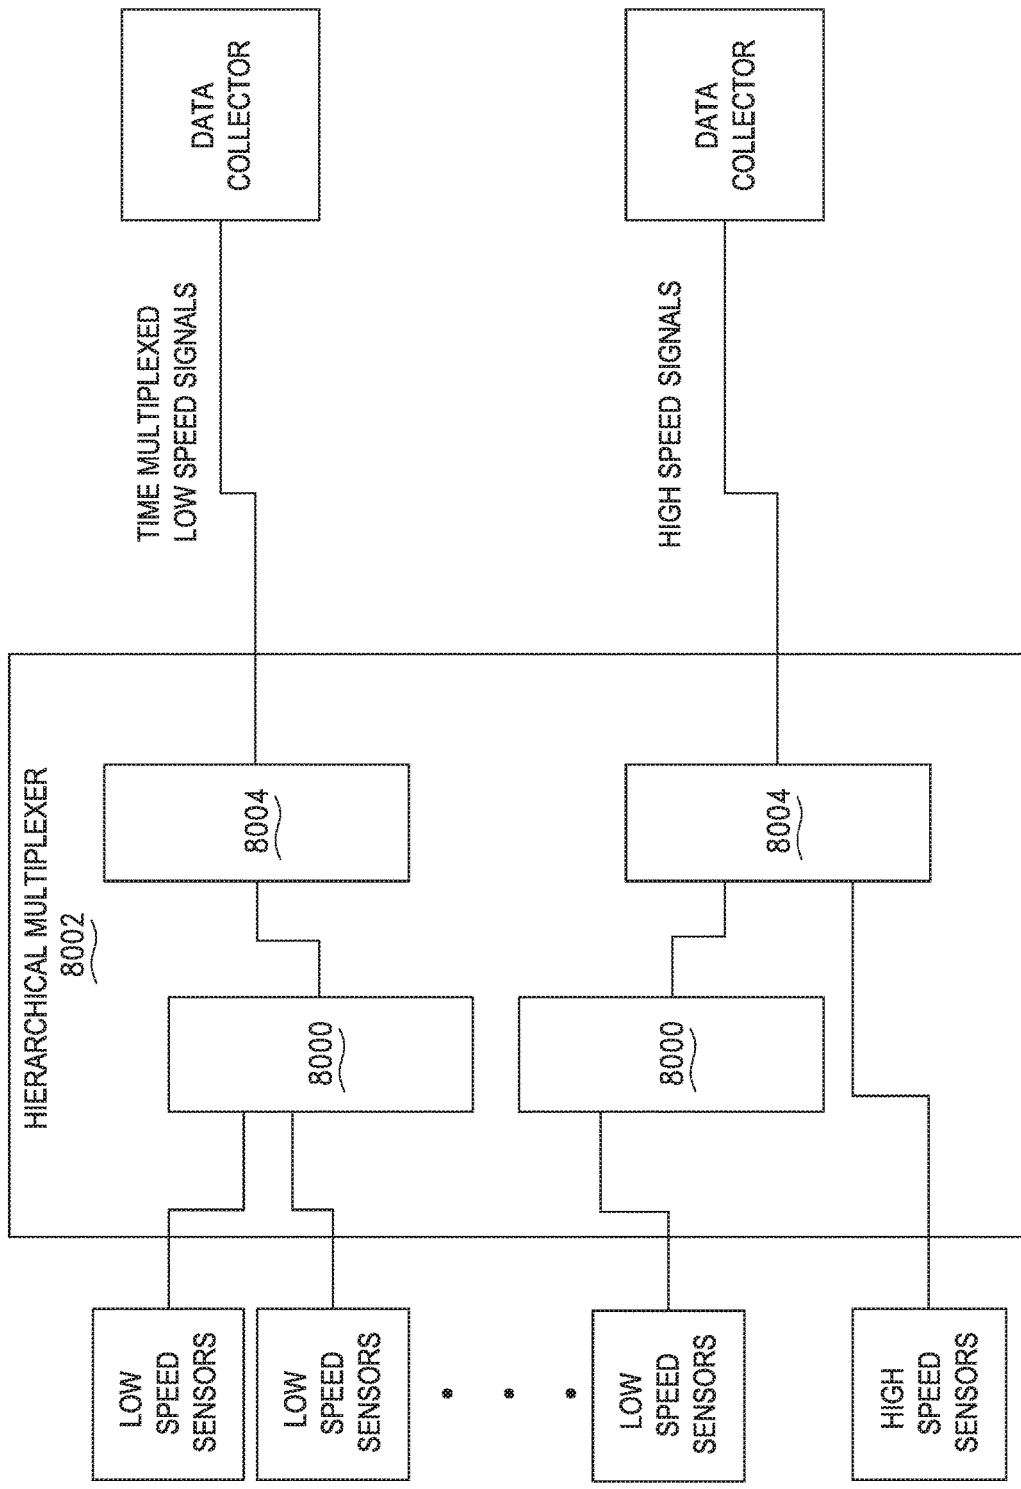 HIERARCHICAL MULTIPLEXER
8002
LOW
SPEED
SENSORS
LOW
SPEED
SENSORS
LOW
SPEED
SENSORS
HIGH
SPEED
SENSORS
8000
8000
8004
8004
TIME MULTIPLEXED
LOW SPEED SIGNALS
HIGH SPEED SIGNALS
DATA
COLLECTOR
DATA
COLLECTOR